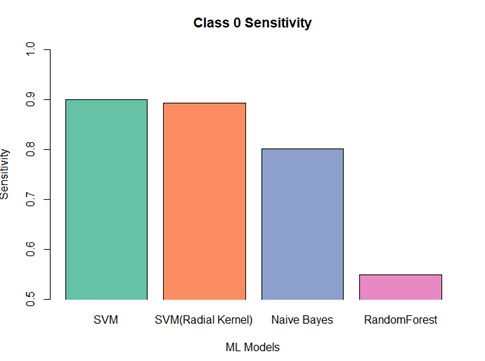 Class 0 Sensitivity
1.0
0.9
0.8
0.7
0.6
0.5
Sensitivity
SVM
SVM(Radial Kernel)
Naive Bayes
RandomForest
ML Models